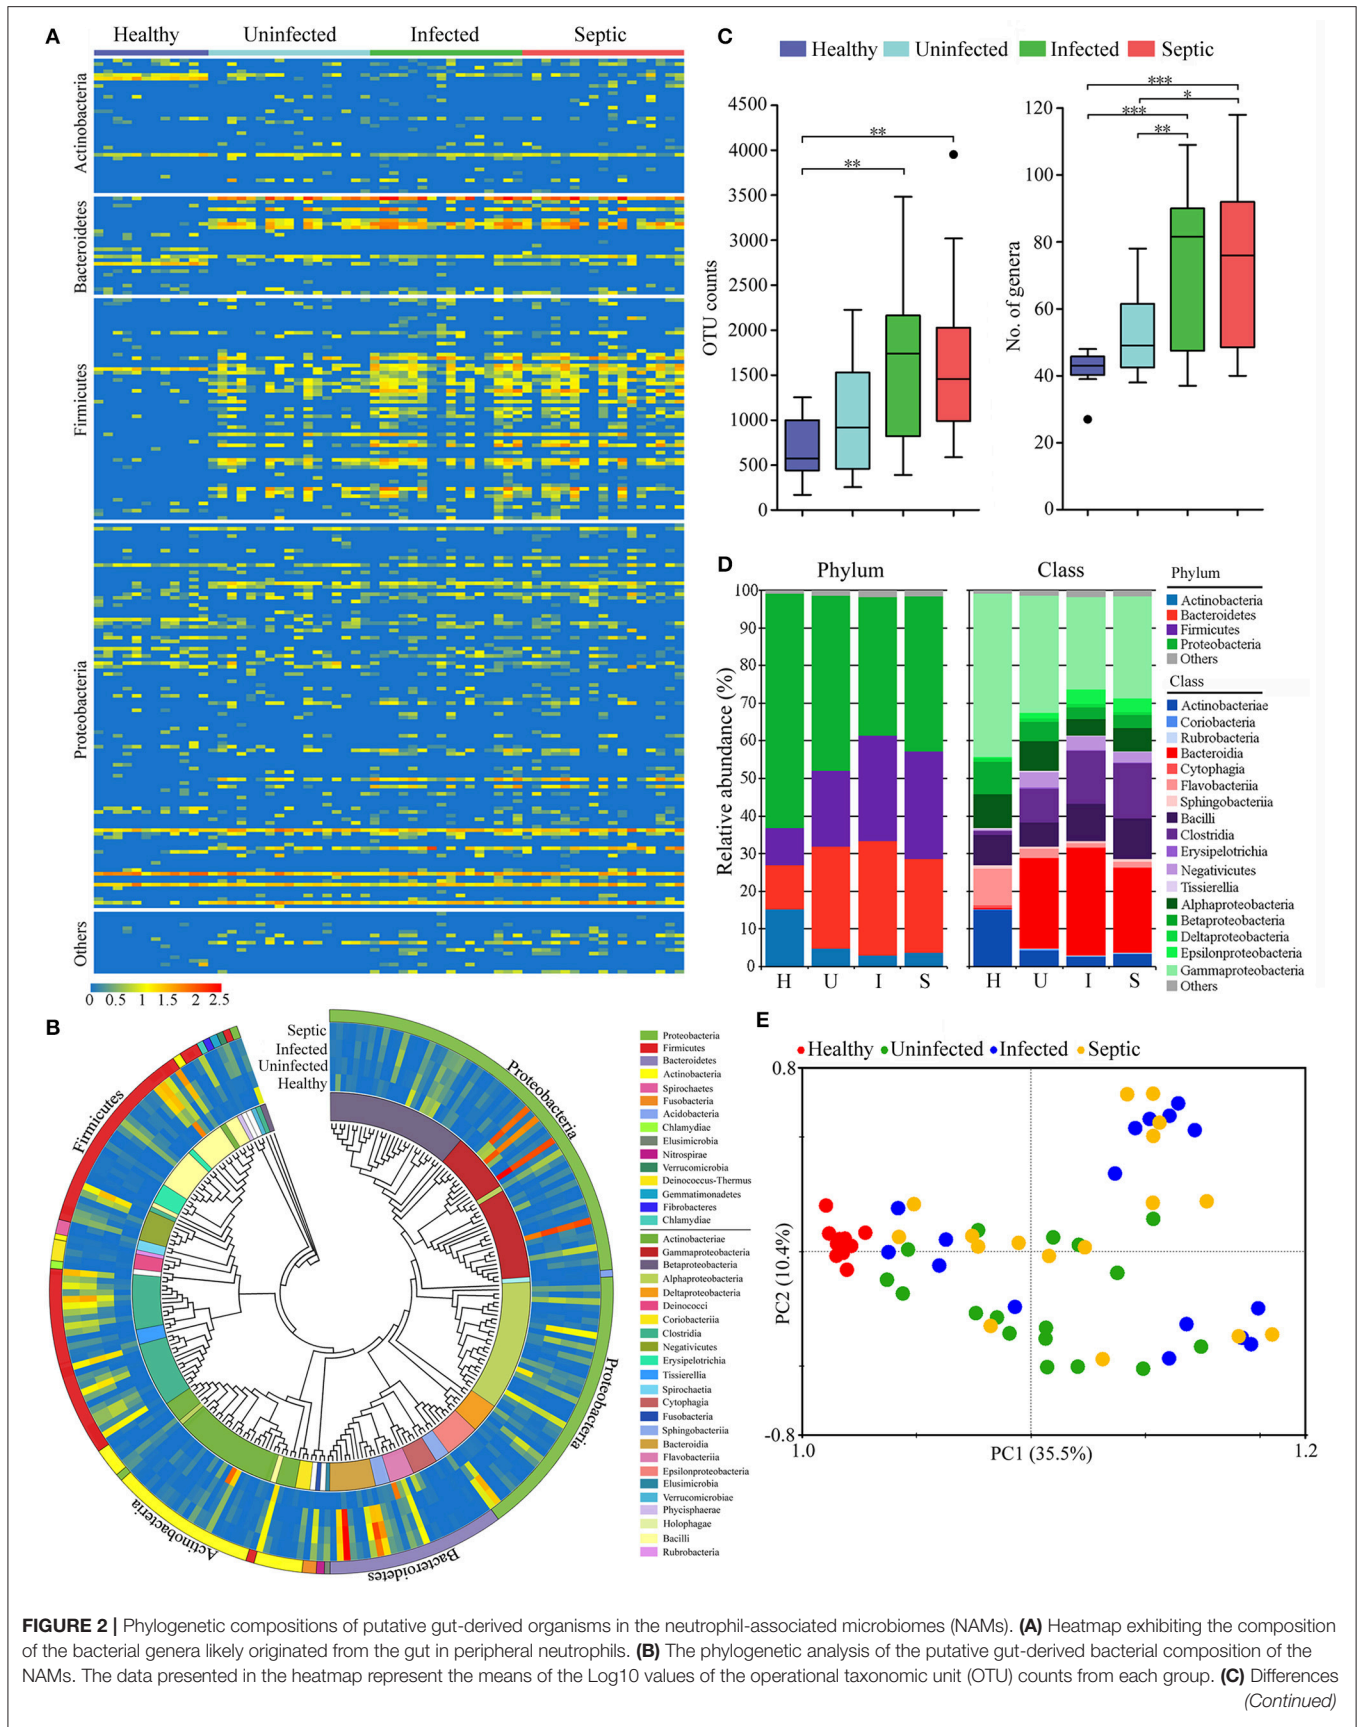 A
Healthy Uninfected Infected Septic
Actinobacteria
Bacteroidetes
Firmicutes
Proteobacteria
Others
0 0.5 1 1.5 2 2.5
C
Healthy Uninfected Infected Septic
OTU counts
4500
4000
3500
3000
2500
2000
1500
1000
500
0
**
**
No. of genera
120
100
80
60
40
20
0
***
*
***
**
D
Phylum Class
Relative abundance (%)
100
90
80
70
60
50
40
30
20
10
0
H U I S H U I S
Phylum
Actinobacteria
Bacteroidetes
Firmicutes
Proteobacteria
Others
Class
Actinobacteriae
Coriobacteria
Rubrobacteria
Bacteroidia
Cytophagia
Flavobacteriia
Sphingobacteriia
Bacilli
Clostridia
Erysipelotrichia
Negativicutes
Tissierellia
Alphaproteobacteria
Betaproteobacteria
Deltaproteobacteria
Epsilonproteobacteria
Gammaproteobacteria
Others
B
Septic
Infected
Uninfected
Healthy
Proteobacteria
Proteobacteria
Bacteroidetes
Actinobacteria
Firmicutes
Proteobacteria
Firmicutes
Bacteroidetes
Actinobacteria
Spirochaetes
Fusobacteria
Acidobacteria
Chlamydiae
Elusimicrobia
Nitrospirae
Verrucomicrobia
Deinococcus-Thermus
Gemmatimonadetes
Fibrobacteres
Chlamydiae
Actinobacteriae
Gammaproteobacteria
Betaproteobacteria
Alphaproteobacteria
Deltaproteobacteria
Deinococci
Coriobacteriia
Clostridia
Negativicutes
Erysipelotrichia
Tissierellia
Spirochaetia
Cytophagia
Fusobacteria
Sphingobacteriia
Bacteroidia
Flavobacteriia
Epsilonproteobacteria
Elusimicrobia
Verrucomicrobiae
Phycisphaerae
Holophagae
Bacilli
Rubrobacteria
E
Healthy Uninfected Infected Septic
0.8
PC2 (10.4%)
-0.8
1.0 PC1 (35.5%) 1.2
FIGURE 2 | Phylogenetic compositions of putative gut-derived organisms in the neutrophil-associated microbiomes (NAMs). (A) Heatmap exhibiting the composition
of the bacterial genera likely originated from the gut in peripheral neutrophils. (B) The phylogenetic analysis of the putative gut-derived bacterial composition of the
NAMs. The data presented in the heatmap represent the means of the Log10 values of the operational taxonomic unit (OTU) counts from each group. (C) Differences
(Continued)